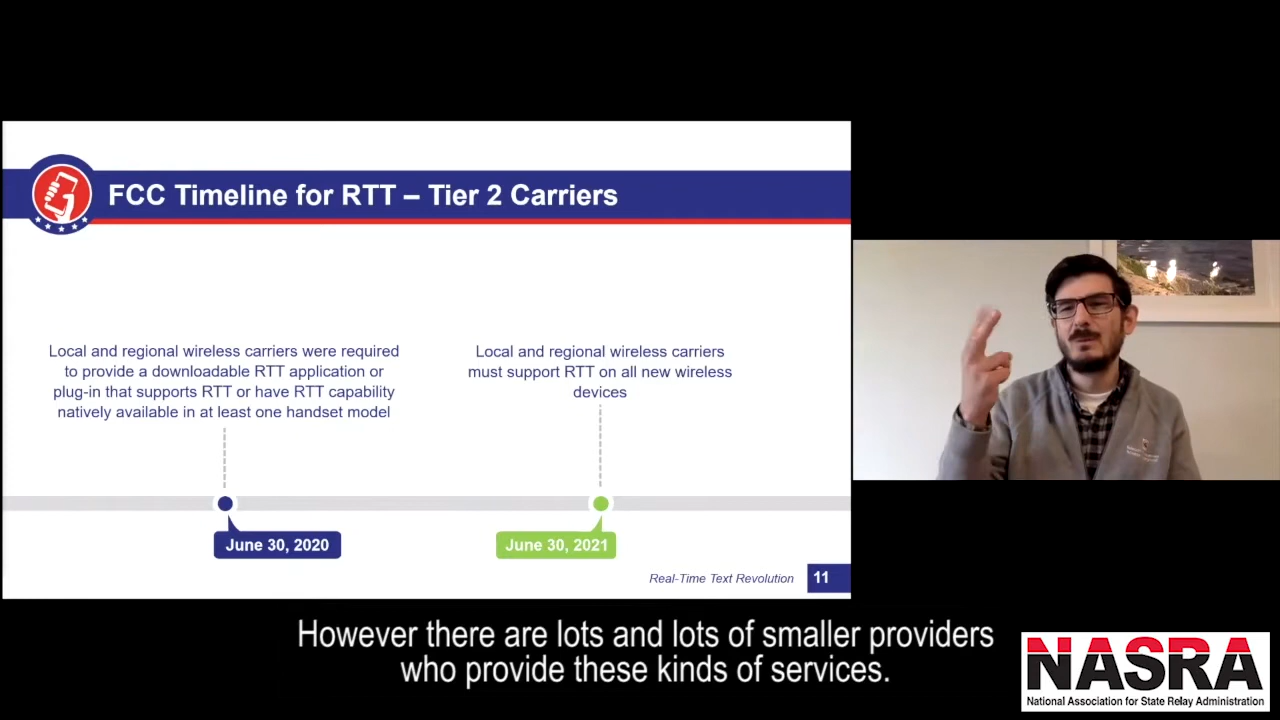 FCC Timeline for RTT – Tier 2 Carriers
Local and regional wireless carriers were required
to provide a downloadable RTT application or
plug-in that supports RTT or have RTT capability
natively available in at least one handset model
Local and regional wireless carriers
must support RTT on all new wireless
devices
June 30, 2020
June 30, 2021
Real-Time Text Revolution
11
However there are lots and lots of smaller providers
who provide these kinds of services.
NASRA
National Association for State Relay Administration